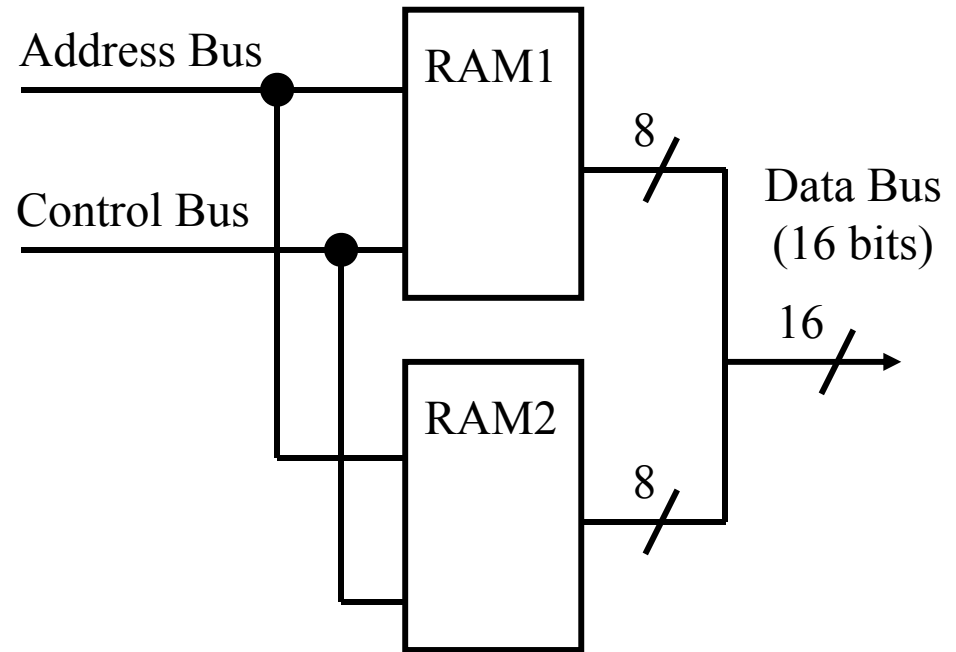 Address Bus
RAM1
8
Data Bus
(16 bits)
Control Bus
16
RAM2
8